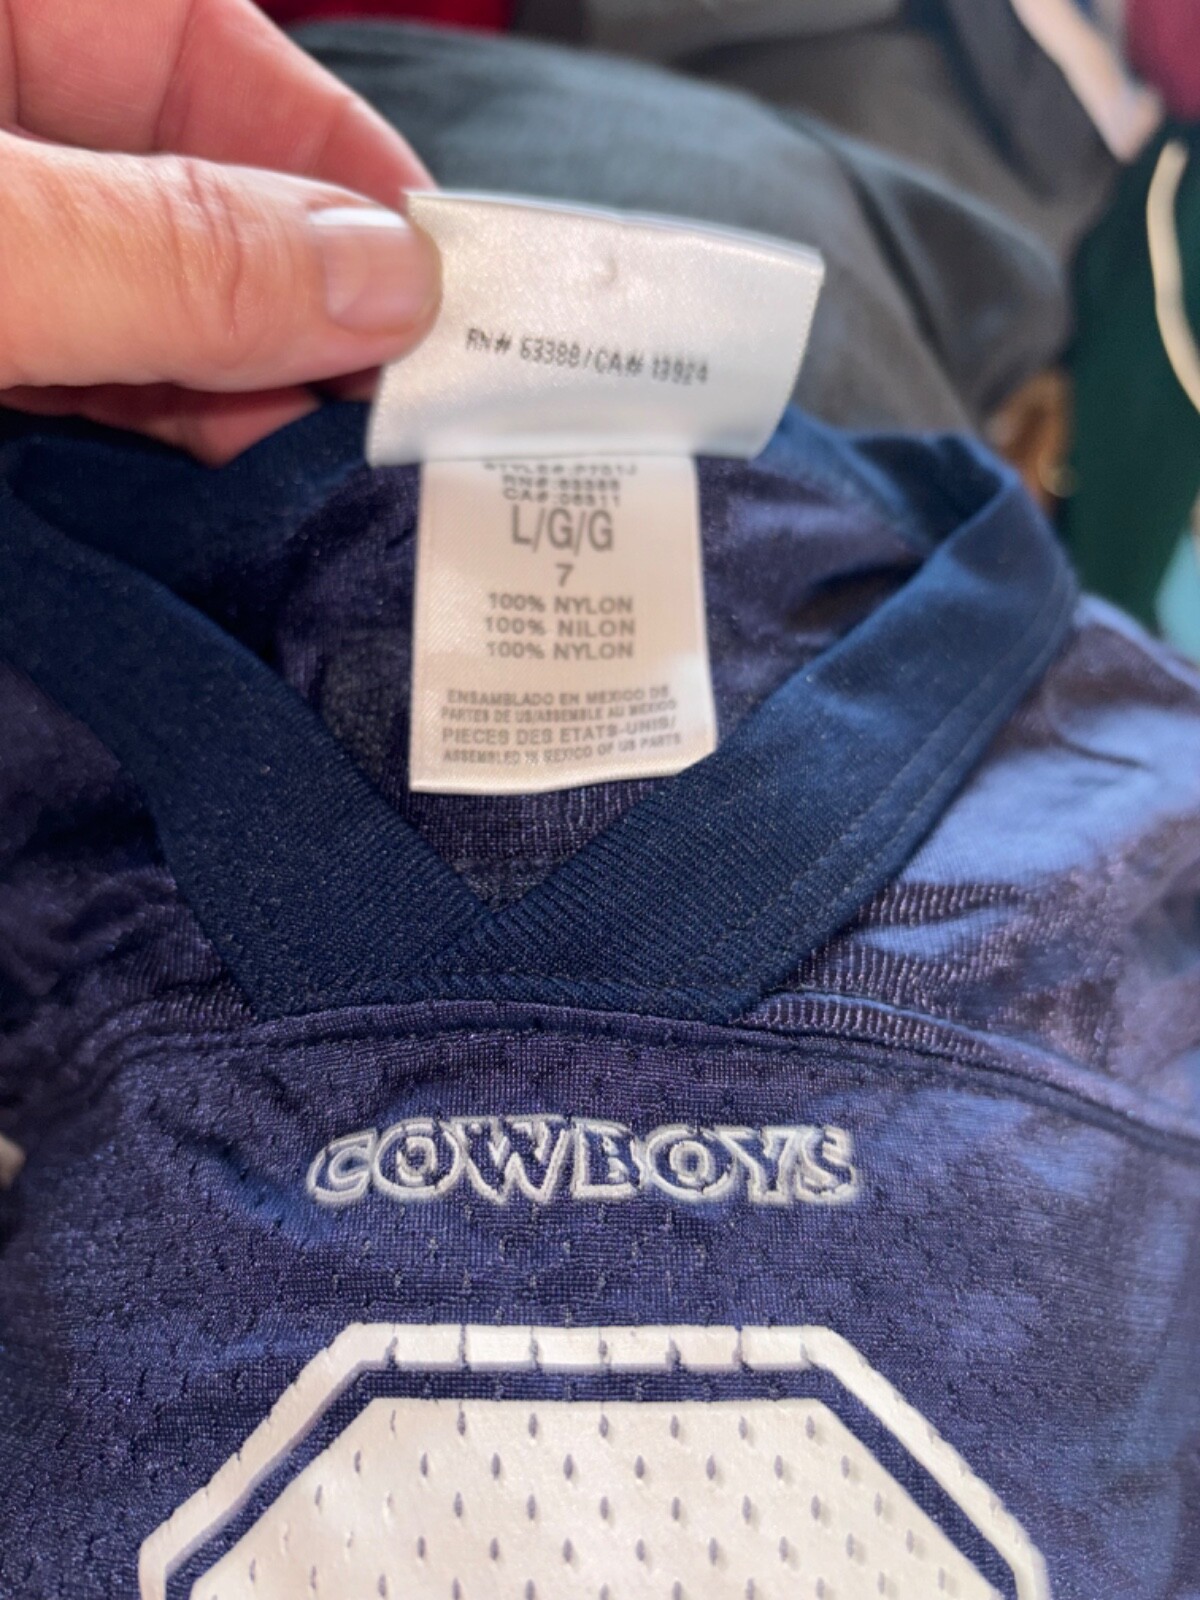 RN# 53388/CA# 13924
L/G/G
7
100% NYLON
100% NILON
100% NYLON
ENSAMBLADO EN MEXICO DE
PARTES DE US/ASSEMBLE AU MEXICO
PIECES DES ETATS-UNIS/
ASSEMBLED IN MEXICO OF US PARTS
COWBOYS